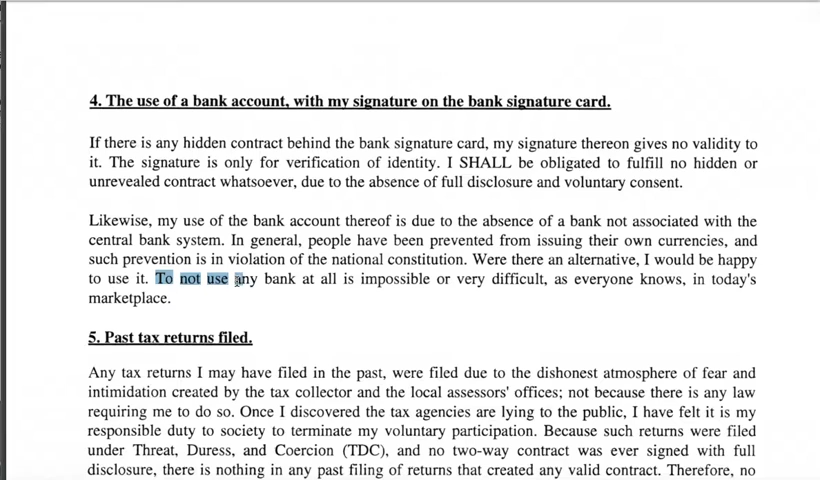 4. The use of a bank account, with my signature on the bank signature card.
If there is any hidden contract behind the bank signature card, my signature thereon gives no validity to
it. The signature is only for verification of identity. I SHALL be obligated to fulfill no hidden or
unrevealed contract whatsoever, due to the absence of full disclosure and voluntary consent.
Likewise, my use of the bank account thereof is due to the absence of a bank not associated with the
central bank system. In general, people have been prevented from issuing their own currencies, and
such prevention is in violation of the national constitution. Were there an alternative, I would be happy
to use it. To not use any bank at all is impossible or very difficult, as everyone knows, in today's
marketplace.
5. Past tax returns filed.
Any tax returns I may have filed in the past, were filed due to the dishonest atmosphere of fear and
intimidation created by the tax collector and the local assessors' offices; not because there is any law
requiring me to do so. Once I discovered the tax agencies are lying to the public, I have felt it is my
responsible duty to society to terminate my voluntary participation. Because such returns were filed
under Threat, Duress, and Coercion (TDC), and no two-way contract was ever signed with full
disclosure, there is nothing in any past filing of returns that created any valid contract. Therefore, no